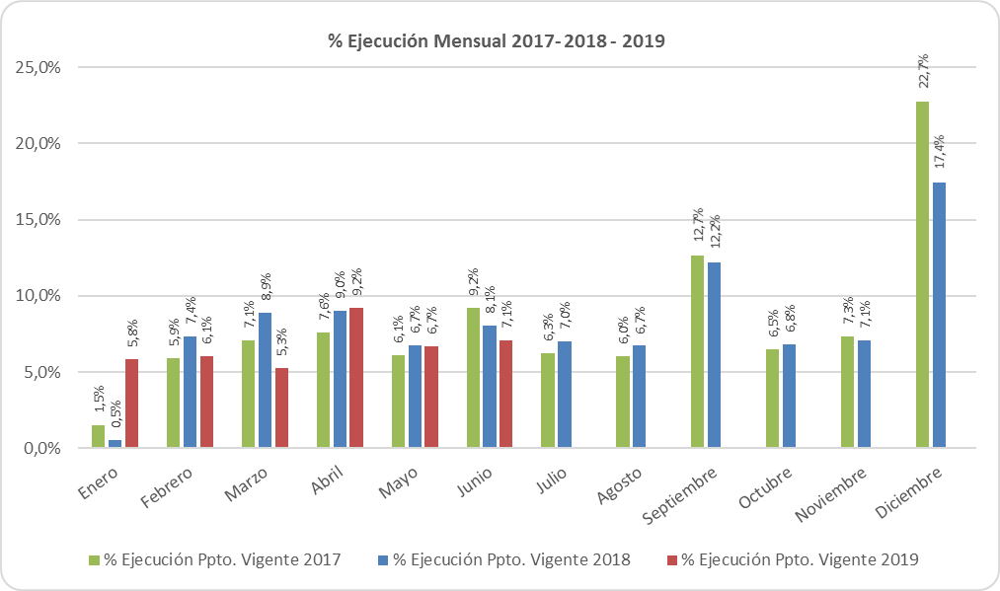 % Ejecución Mensual 2017- 2018 - 2019
25,0%
20,0%
15,0%
10,0%
5,0%
0,0%
1,5%
0,5%
5,8%
5,9%
7,4%
6,1%
7,1%
8,9%
5,3%
7,6%
9,0%
9,2%
6,1%
6,7%
6,7%
9,2%
8,1%
7,1%
6,3%
7,0%
6,0%
6,7%
12,7%
12,2%
6,5%
6,8%
7,3%
7,1%
22,7%
17,4%
Enero
Febrero
Marzo
Abril
Mayo
Junio
Julio
Agosto
Septiembre
Octubre
Noviembre
Diciembre
% Ejecución Ppto. Vigente 2017
% Ejecución Ppto. Vigente 2018
% Ejecución Ppto. Vigente 2019